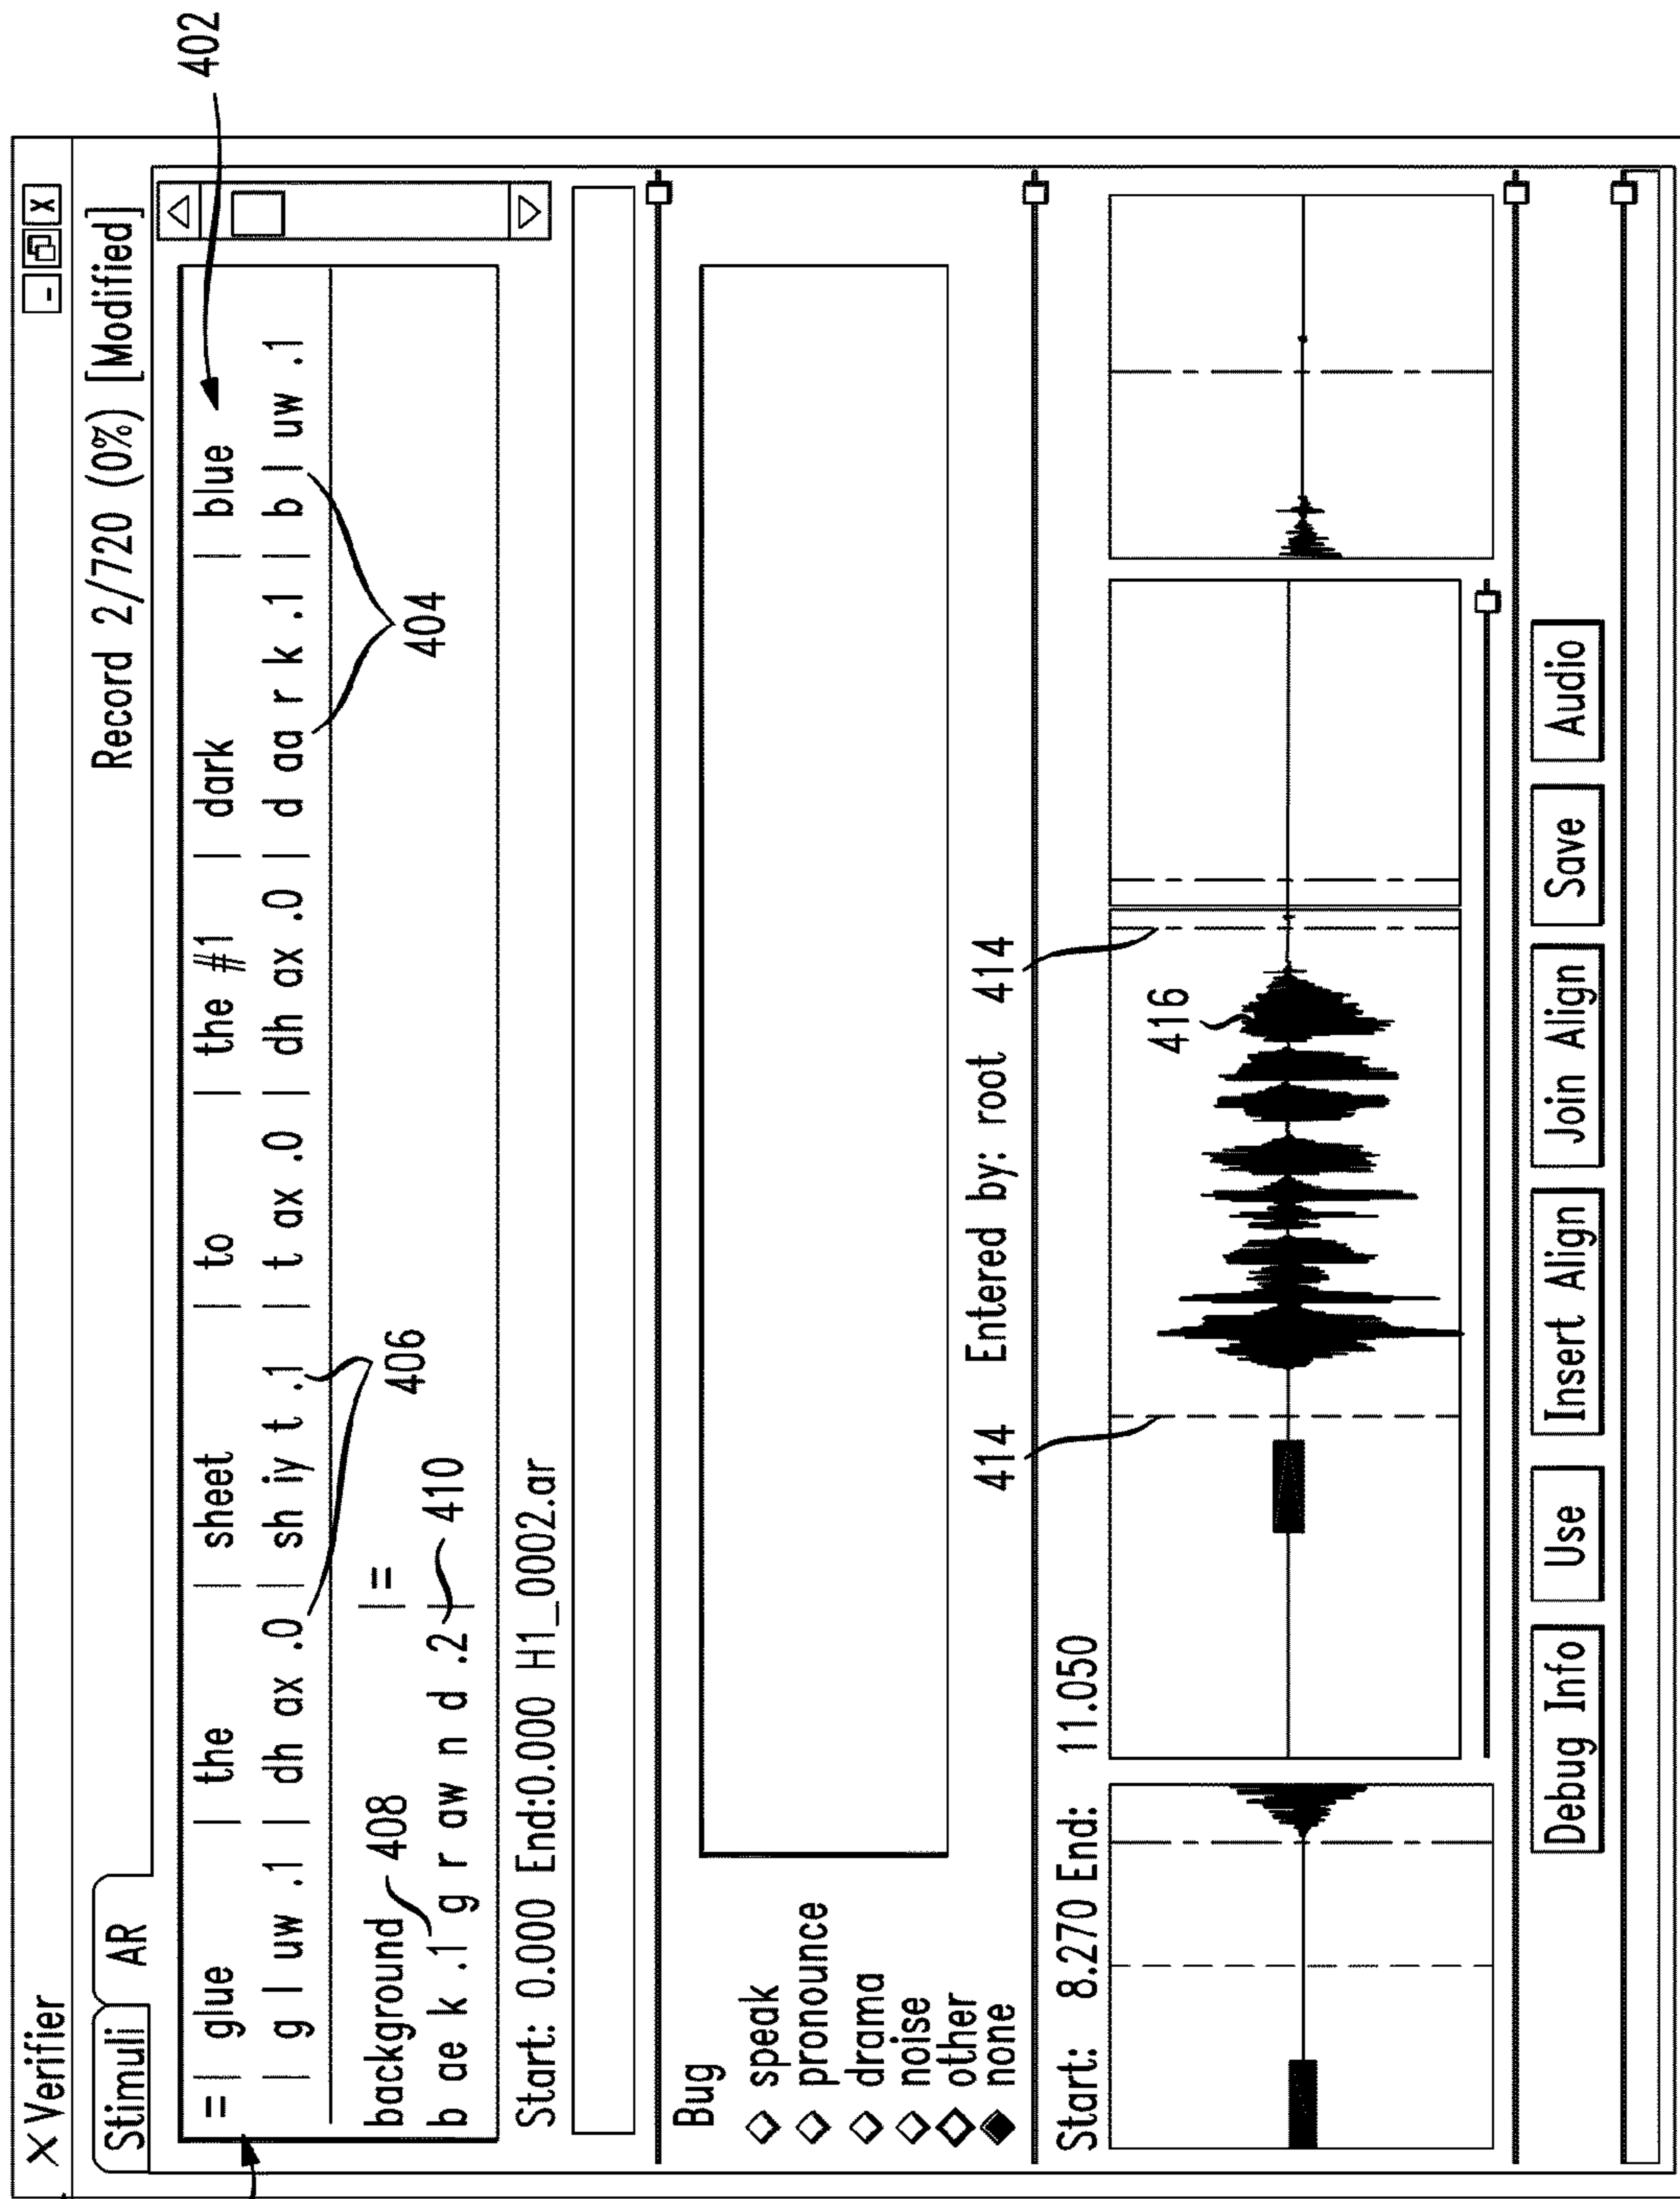 X Verifier
- X
Stimuli AR
Record 2/720 (0%) [Modified]
= | glue | the | sheet | to | the #1 | dark | blue
| g l uw .1 | dh ax .0 | sh iy t .1 | t ax .0 | dh ax .0 | d aa r k .1 | b l uw .1
402
404
406
background | =
408
b ae k .1 g r aw n d .2 |
410
Start: 0.000 End:0.000 H1_0002.ar
Bug
speak
pronounce
drama
noise
other
none
414 Entered by: root 414
Start: 8.270 End: 11.050
416
Debug Info Use Insert Align Join Align Save Audio